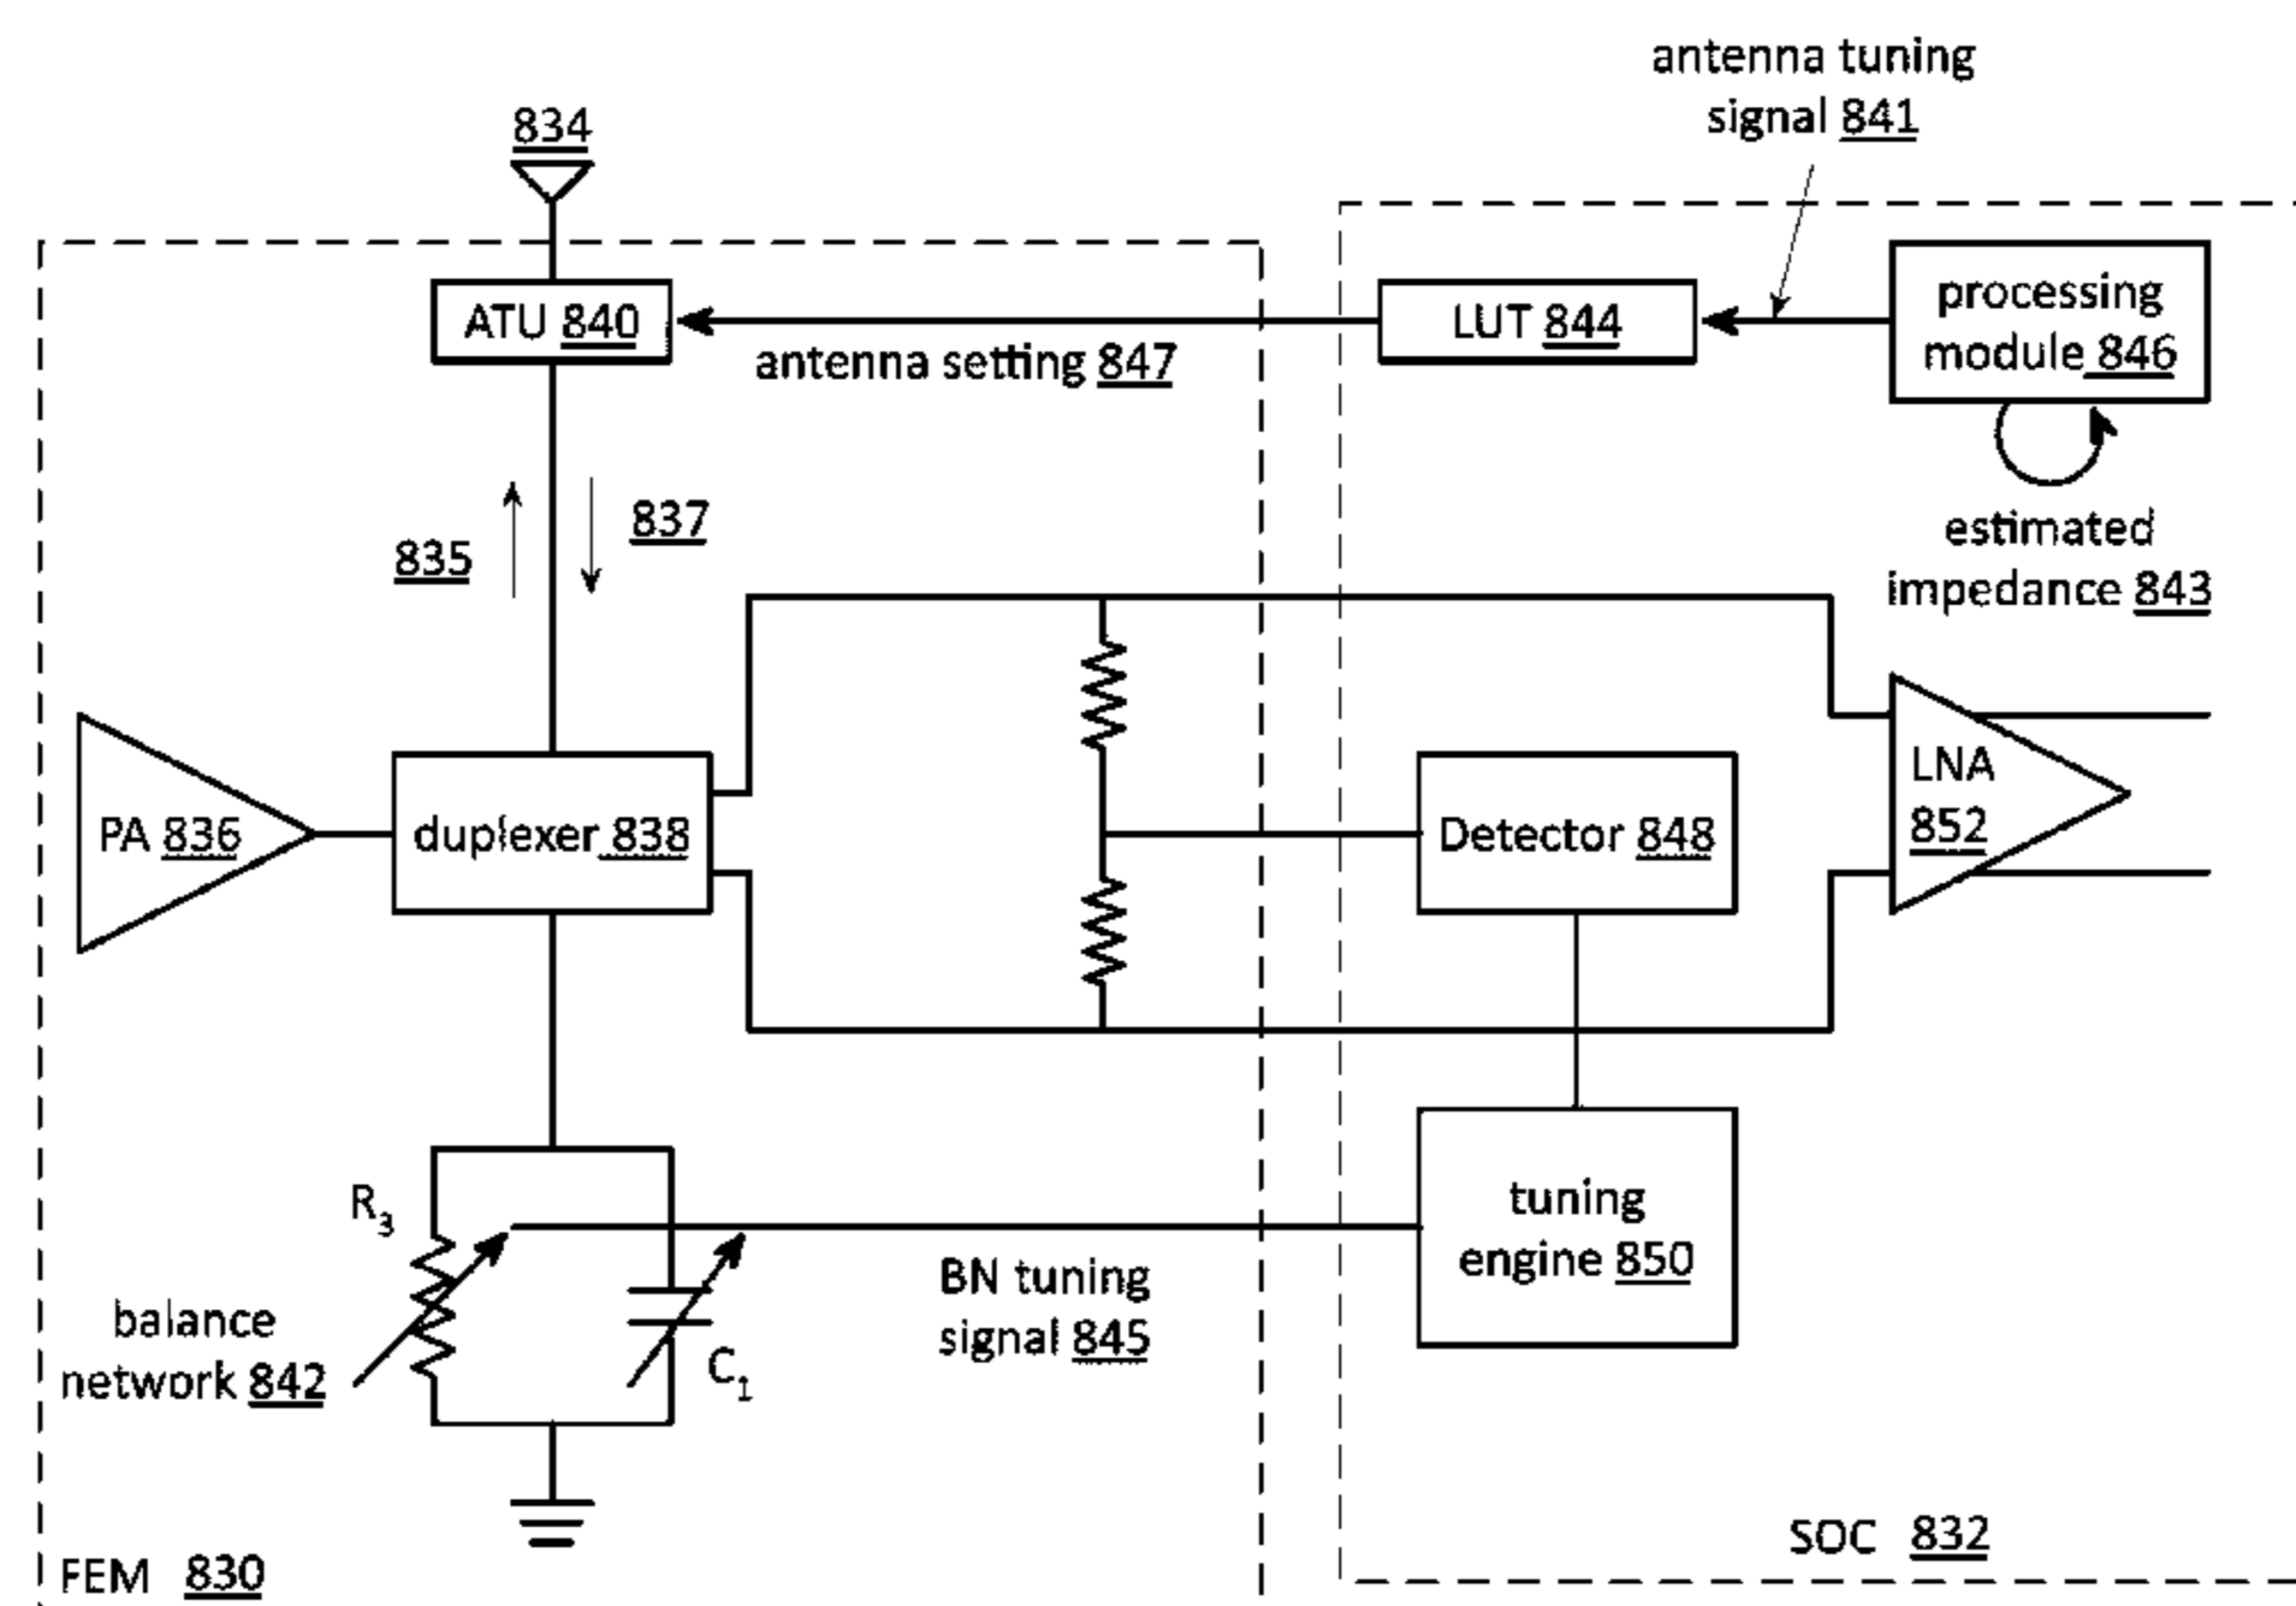 antenna tuning
signal 841
834
ATU 840
antenna setting 847
LUT 844
processing
module 846
estimated
impedance 843
835
837
PA 836
duplexer 838
Detector 848
LNA
852
R3
balance
network 842
C1
BN tuning
signal 845
tuning
engine 850
FEM 830
SOC 832